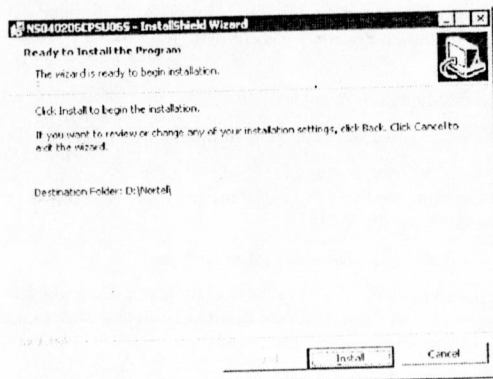 NS040206CPSU06S - InstallShield Wizard
Ready to Install the Program
The wizard is ready to begin installation.
Click Install to begin the installation.
If you want to review or change any of your installation settings, click Back. Click Cancel to
exit the wizard.
Destination Folder: D:\Nortel\
Install
Cancel